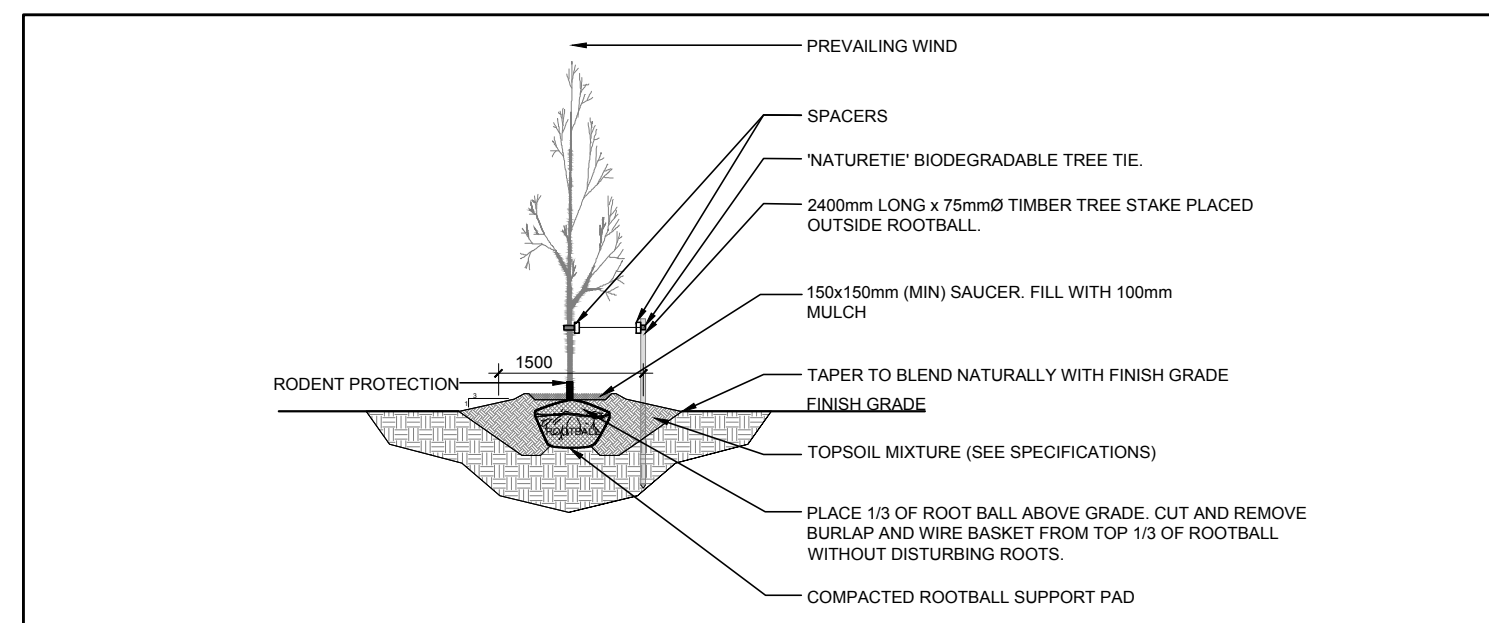 PREVAILING WIND
SPACERS
'NATURETIE' BIODEGRADABLE TREE TIE.
2400mm LONG x 75mmØ TIMBER TREE STAKE PLACED
OUTSIDE ROOTBALL.
150x150mm (MIN) SAUCER. FILL WITH 100mm
MULCH
1500
RODENT PROTECTION
TAPER TO BLEND NATURALLY WITH FINISH GRADE
3
1
FINISH GRADE
ROOTBALL
TOPSOIL MIXTURE (SEE SPECIFICATIONS)
PLACE 1/3 OF ROOT BALL ABOVE GRADE. CUT AND REMOVE
BURLAP AND WIRE BASKET FROM TOP 1/3 OF ROOTBALL
WITHOUT DISTURBING ROOTS.
COMPACTED ROOTBALL SUPPORT PAD